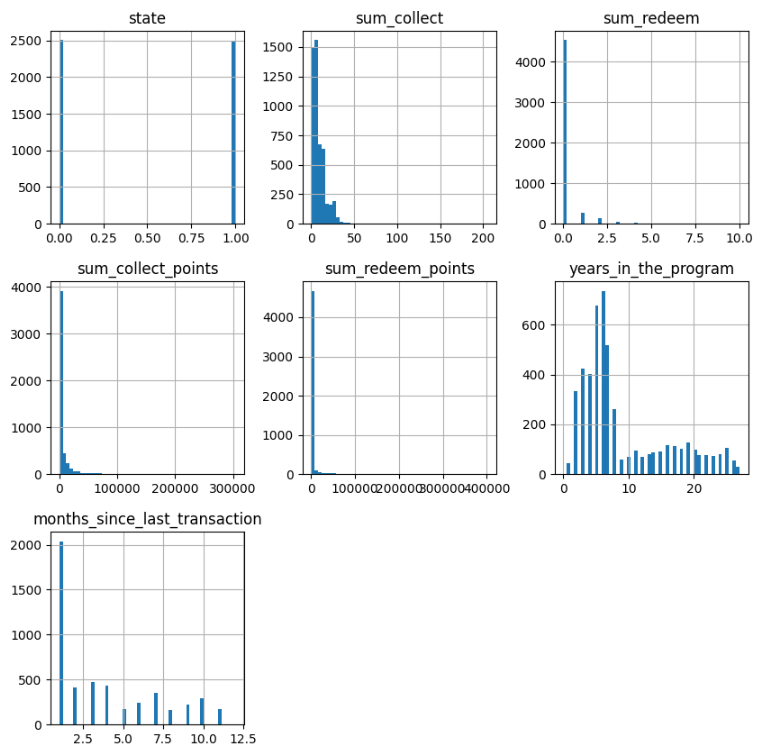 state
2500
2000
1500
1000
500
0
0.00 0.25 0.50 0.75 1.00
sum_collect
1500
1250
1000
750
500
250
0
0 50 100 150 200
sum_redeem
4000
3000
2000
1000
0
0.0 2.5 5.0 7.5 10.0
sum_collect_points
4000
3000
2000
1000
0
0 100000 200000 300000
sum_redeem_points
4000
3000
2000
1000
0
0 100000 200000 300000 400000
years_in_the_program
600
400
200
0
0 10 20
months_since_last_transaction
2000
1500
1000
500
0
2.5 5.0 7.5 10.0 12.5